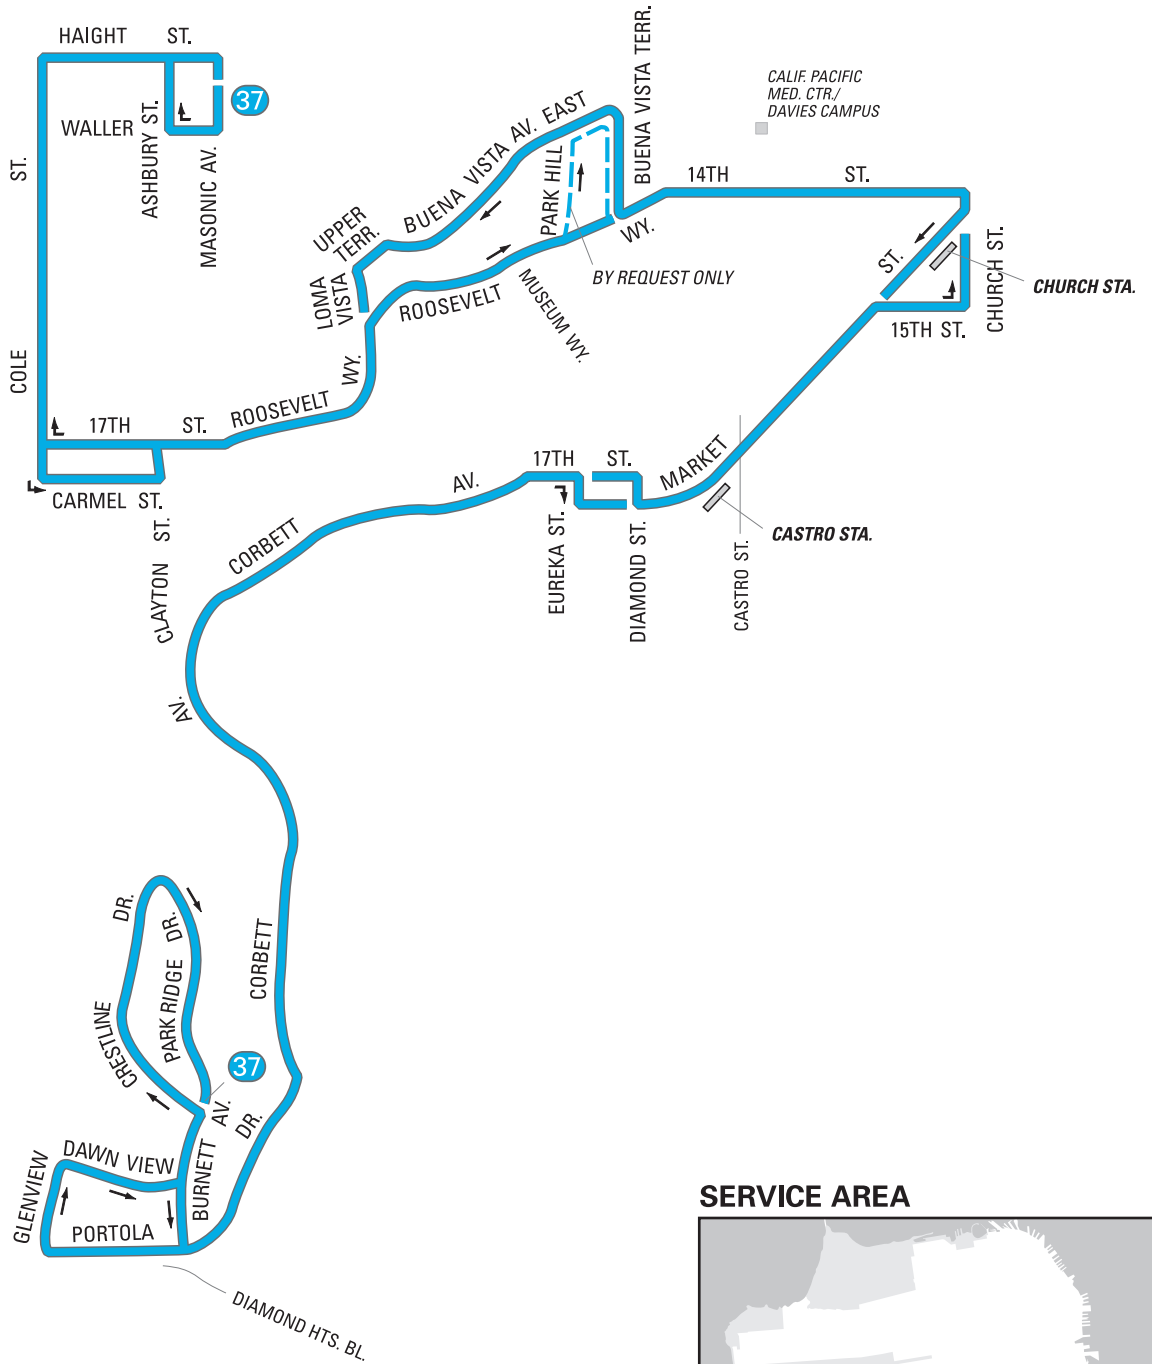 HAIGHT ST.
37
WALLER
ASHBURY ST.
MASONIC AV.
COLE ST.
CALIF. PACIFIC
MED. CTR./
DAVIES CAMPUS
BUENA VISTA TERR.
BUENA VISTA AV. EAST
PARK HILL
14TH ST.
UPPER
TERR.
LOMA
VISTA
ROOSEVELT WY.
BY REQUEST ONLY
MUSEUM WY.
ST.
CHURCH ST.
CHURCH STA.
15TH ST.
WY.
ROOSEVELT
17TH ST.
CARMEL ST.
CLAYTON ST.
MARKET
17TH ST.
AV.
CORBETT
EUREKA ST.
DIAMOND ST.
CASTRO ST.
CASTRO STA.
AV.
CORBETT
DR.
DR.
PARK RIDGE
CRESTLINE
37
AV.
DR.
BURNETT
DAWN VIEW
GLENVIEW
PORTOLA
DIAMOND HTS. BL.
SERVICE AREA